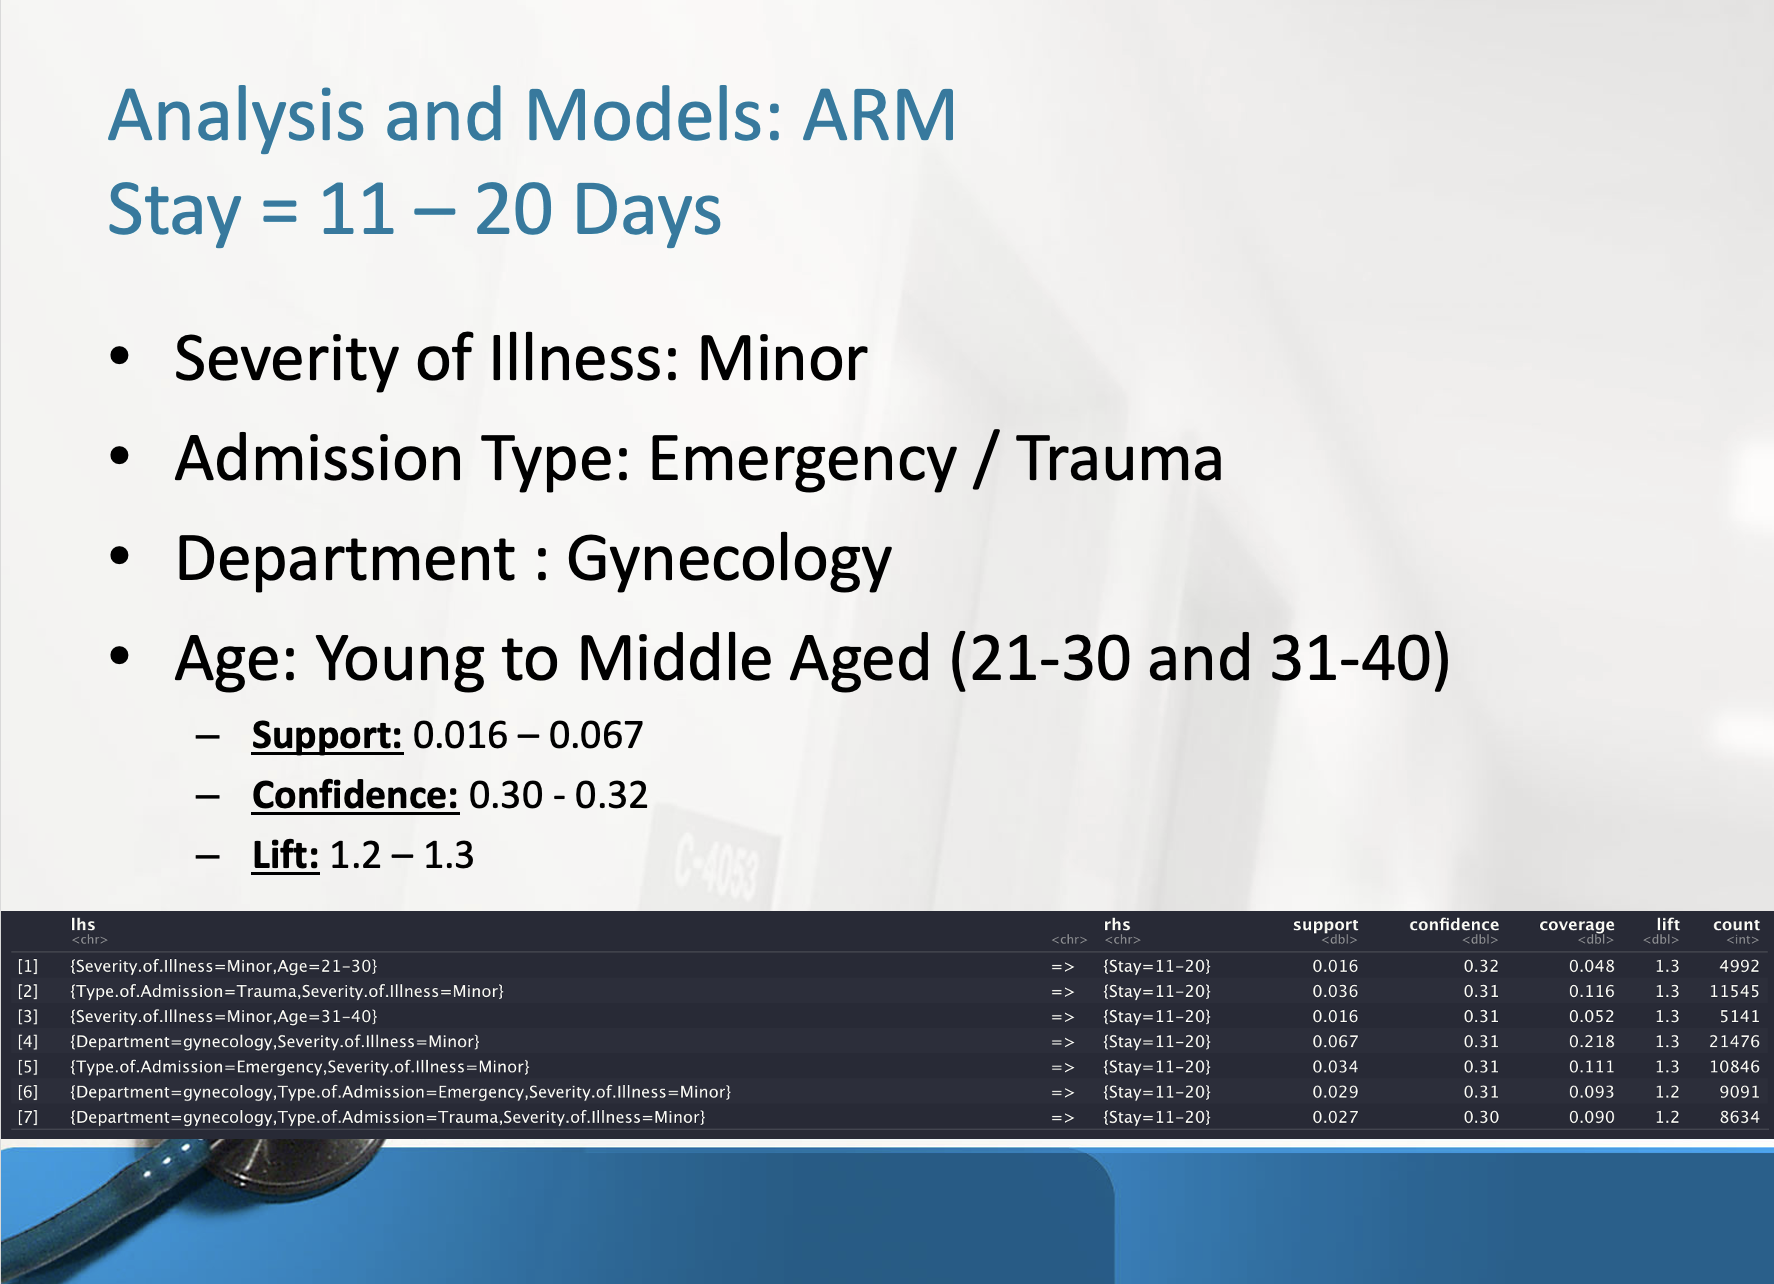 Analysis and Models: ARM
Stay = 11 – 20 Days
• Severity of Illness: Minor
• Admission Type: Emergency / Trauma
• Department : Gynecology
• Age: Young to Middle Aged (21-30 and 31-40)
– Support: 0.016 – 0.067
– Confidence: 0.30 - 0.32
– Lift: 1.2 – 1.3
C-4053
lhs rhs support confidence coverage lift count
<chr> <chr> <chr> <dbl> <dbl> <dbl> <dbl> <int>
[1] {Severity.of.Illness=Minor,Age=21-30} => {Stay=11-20} 0.016 0.32 0.048 1.3 4992
[2] {Type.of.Admission=Trauma,Severity.of.Illness=Minor} => {Stay=11-20} 0.036 0.31 0.116 1.3 11545
[3] {Severity.of.Illness=Minor,Age=31-40} => {Stay=11-20} 0.016 0.31 0.052 1.3 5141
[4] {Department=gynecology,Severity.of.Illness=Minor} => {Stay=11-20} 0.067 0.31 0.218 1.3 21476
[5] {Type.of.Admission=Emergency,Severity.of.Illness=Minor} => {Stay=11-20} 0.034 0.31 0.111 1.3 10846
[6] {Department=gynecology,Type.of.Admission=Emergency,Severity.of.Illness=Minor} => {Stay=11-20} 0.029 0.31 0.093 1.2 9091
[7] {Department=gynecology,Type.of.Admission=Trauma,Severity.of.Illness=Minor} => {Stay=11-20} 0.027 0.30 0.090 1.2 8634